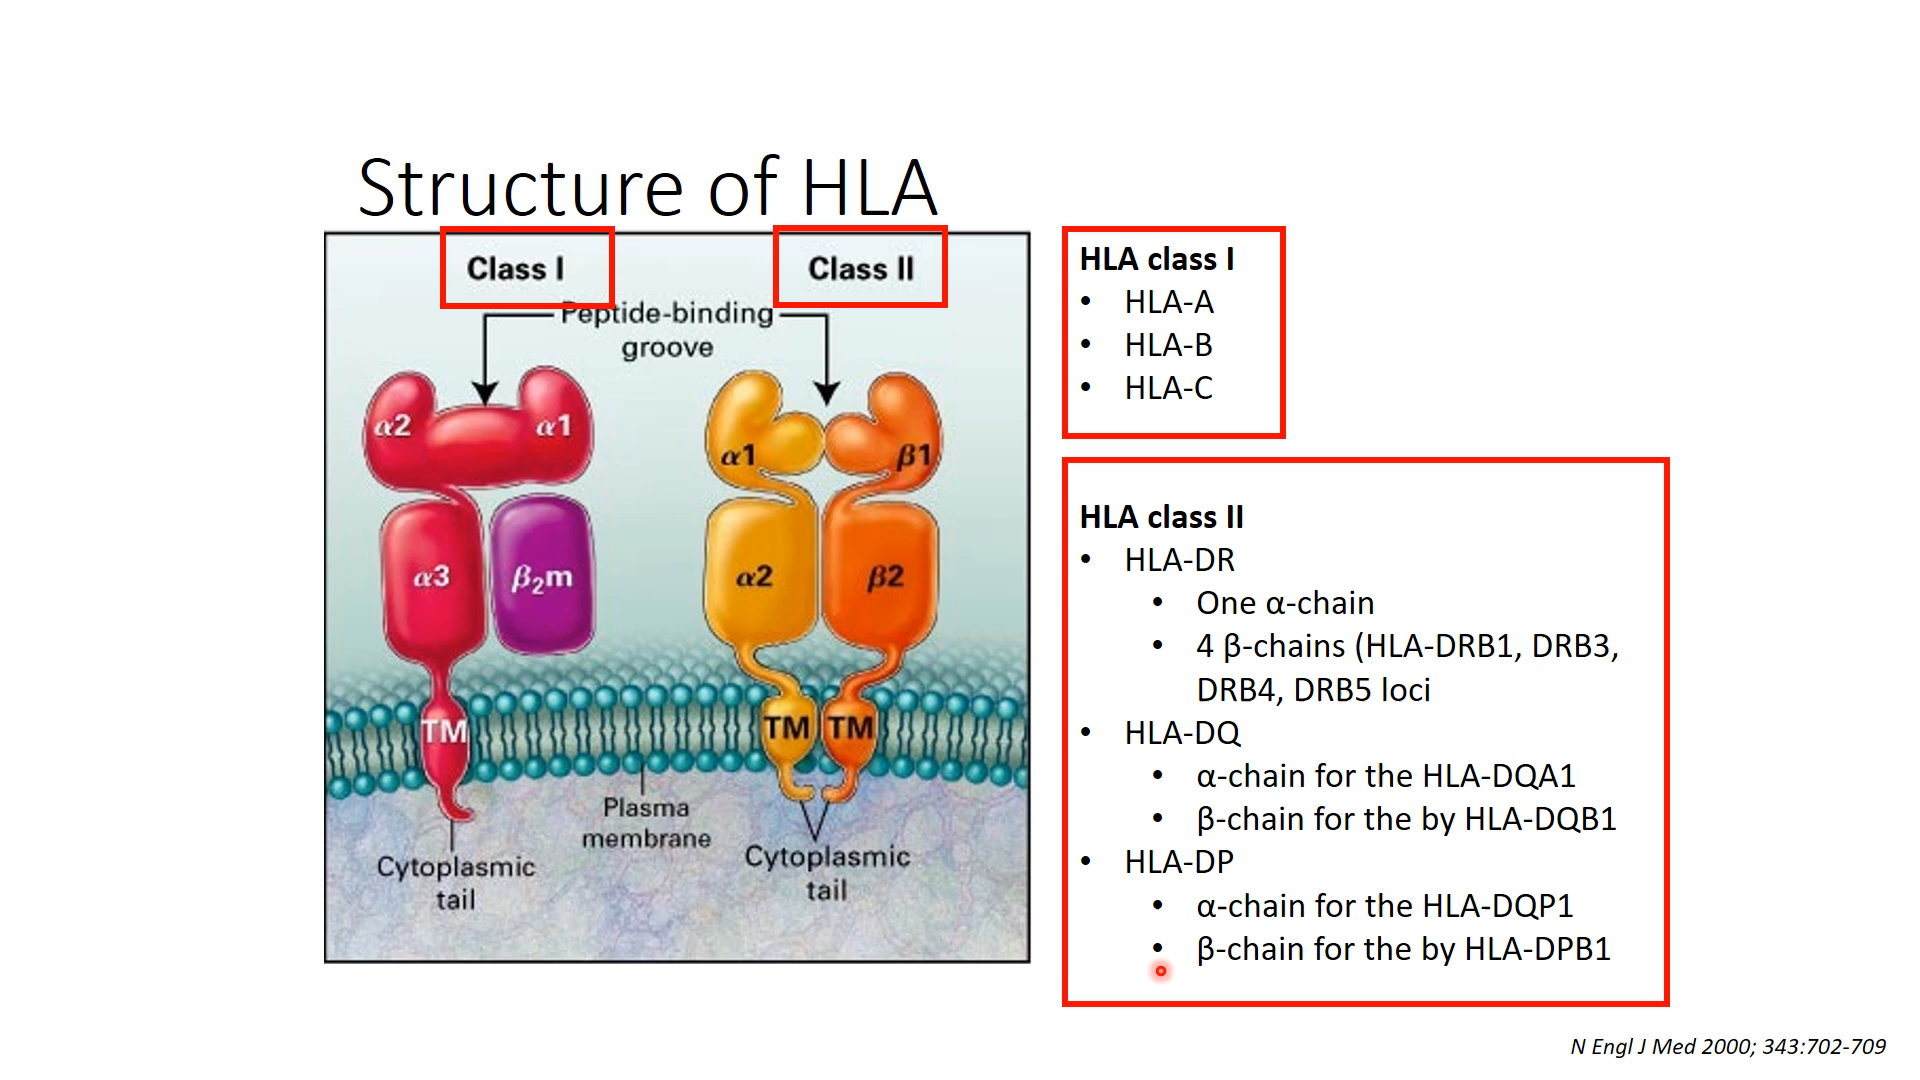 Structure of HLA
Class I
Class II
Peptide-binding
groove
α2
α1
α1
β1
α3
β2m
α2
β2
TM
TM
TM
Plasma
membrane
Cytoplasmic
tail
Cytoplasmic
tail
HLA class I
• HLA-A
• HLA-B
• HLA-C
HLA class II
• HLA-DR
• One α-chain
• 4 β-chains (HLA-DRB1, DRB3,
DRB4, DRB5 loci
• HLA-DQ
• α-chain for the HLA-DQA1
• β-chain for the by HLA-DQB1
• HLA-DP
• α-chain for the HLA-DQP1
• β-chain for the by HLA-DPB1
N Engl J Med 2000; 343:702-709